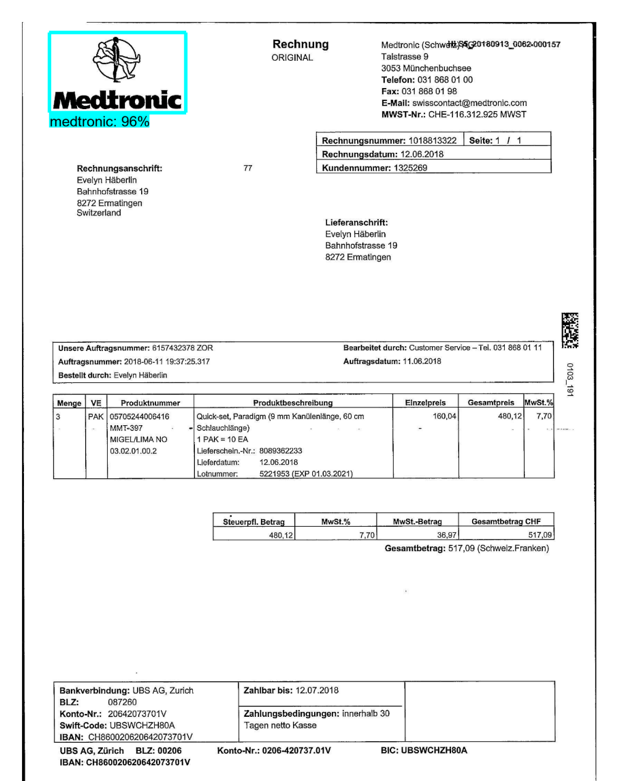 Medtronic
medtronic: 96%
Rechnung
ORIGINAL
Medtronic (Schweiz)
Talstrasse 9
3053 Münchenbuchsee
Telefon: 031 868 01 00
Fax: 031 868 01 98
E-Mail: swisscontact@medtronic.com
MWST-Nr.: CHE-116.312.925 MWST
Rechnungsnummer: 1018813322 Seite: 1 / 1
Rechnungsdatum: 12.06.2018
Kundennummer: 1325269
Rechnungsanschrift: 77
Evelyn Häberlin
Bahnhofstrasse 19
8272 Ermatingen
Switzerland
Lieferanschrift:
Evelyn Häberlin
Bahnhofstrasse 19
8272 Ermatingen
Unsere Auftragsnummer: 6157432378 ZOR
Auftragsnummer: 2018-06-11 19:37:25.317
Bestellt durch: Evelyn Häberlin
Bearbeitet durch: Customer Service – Tel. 031 868 01 11
Auftragsdatum: 11.06.2018
0103_191
Menge VE Produktnummer Produktbeschreibung Einzelpreis Gesamtpreis MwSt.%
3 PAK 05705244006416 Quick-set, Paradigm (9 mm Kanülenlänge, 60 cm 160,04 480,12 7,70
MMT-397 Schlauchlänge)
MIGEL/LIMA NO 1 PAK = 10 EA
03.02.01.00.2 Lieferschein.-Nr.: 8089362233
Lieferdatum: 12.06.2018
Lotnummer: 5221953 (EXP 01.03.2021)
Steuerpfl. Betrag MwSt.% MwSt.-Betrag Gesamtbetrag CHF
480,12 7,70 36,97 517,09
Gesamtbetrag: 517,09 (Schweiz.Franken)
Bankverbindung: UBS AG, Zurich
BLZ: 087260
Konto-Nr.: 20642073701V
Swift-Code: UBSWCHZH80A
IBAN: CH860020620642073701V
Zahlbar bis: 12.07.2018
Zahlungsbedingungen: innerhalb 30
Tagen netto Kasse
UBS AG, Zürich BLZ: 00206 Konto-Nr.: 0206-420737.01V BIC: UBSWCHZH80A
IBAN: CH860020620642073701V